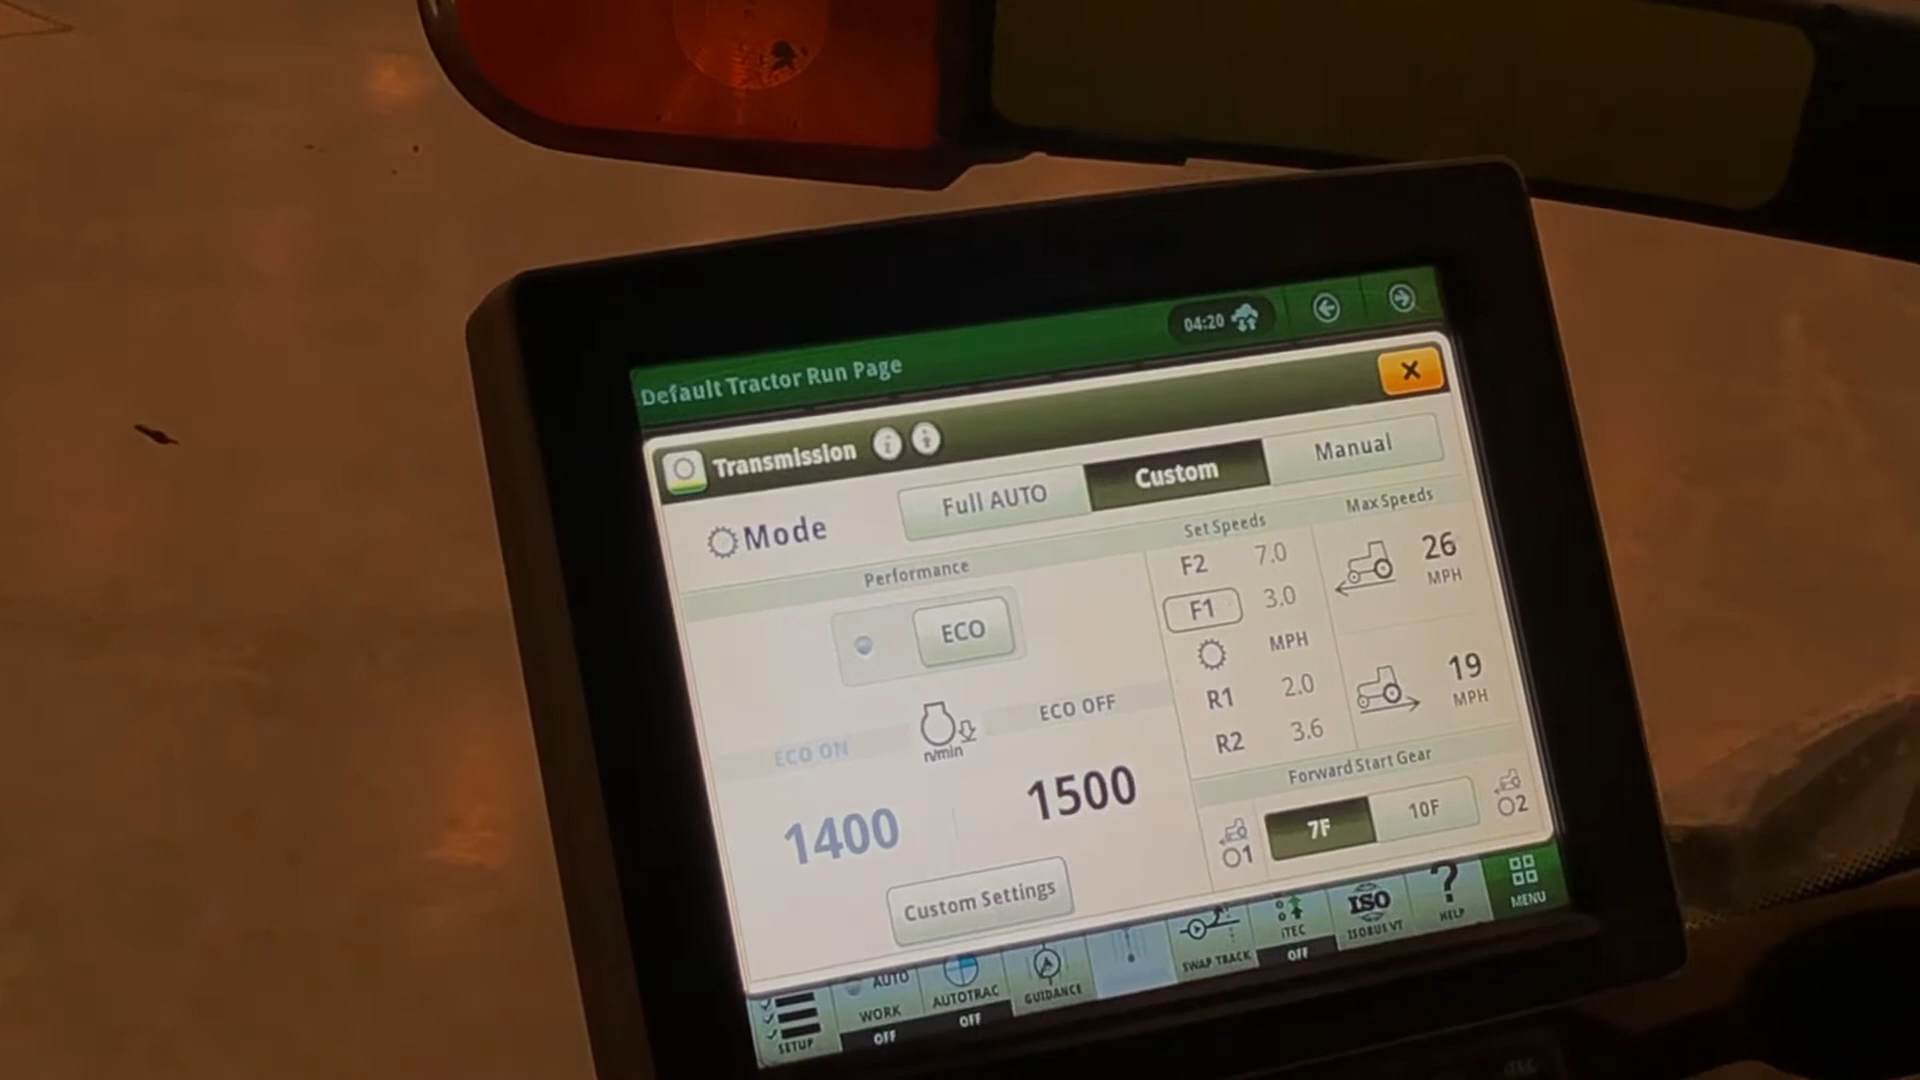 04:20
Default Tractor Run Page
Transmission
Mode
Full AUTO
Custom
Manual
Performance
Set Speeds
Max Speeds
ECO
F2 7.0
F1 3.0
MPH
R1 2.0
R2 3.6
26
MPH
19
MPH
ECO ON
n/min
ECO OFF
1400
1500
Custom Settings
Forward Start Gear
1
7F
10F
2
SETUP
AUTO
WORK
OFF
AUTOTRAC
OFF
GUIDANCE
SWAP TRACK
iTEC
OFF
ISO
ISOBUS VT
?
HELP
MENU